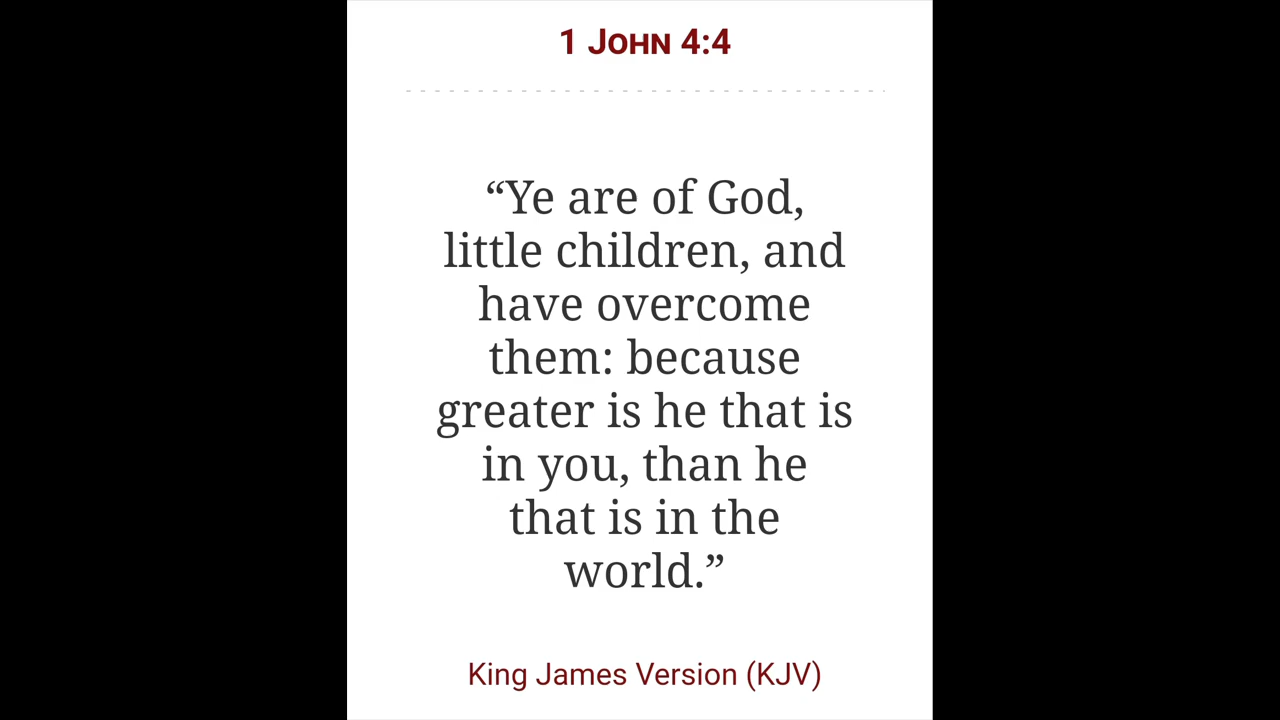 1 John 4:4
“Ye are of God,
little children, and
have overcome
them: because
greater is he that is
in you, than he
that is in the
world.”
King James Version (KJV)